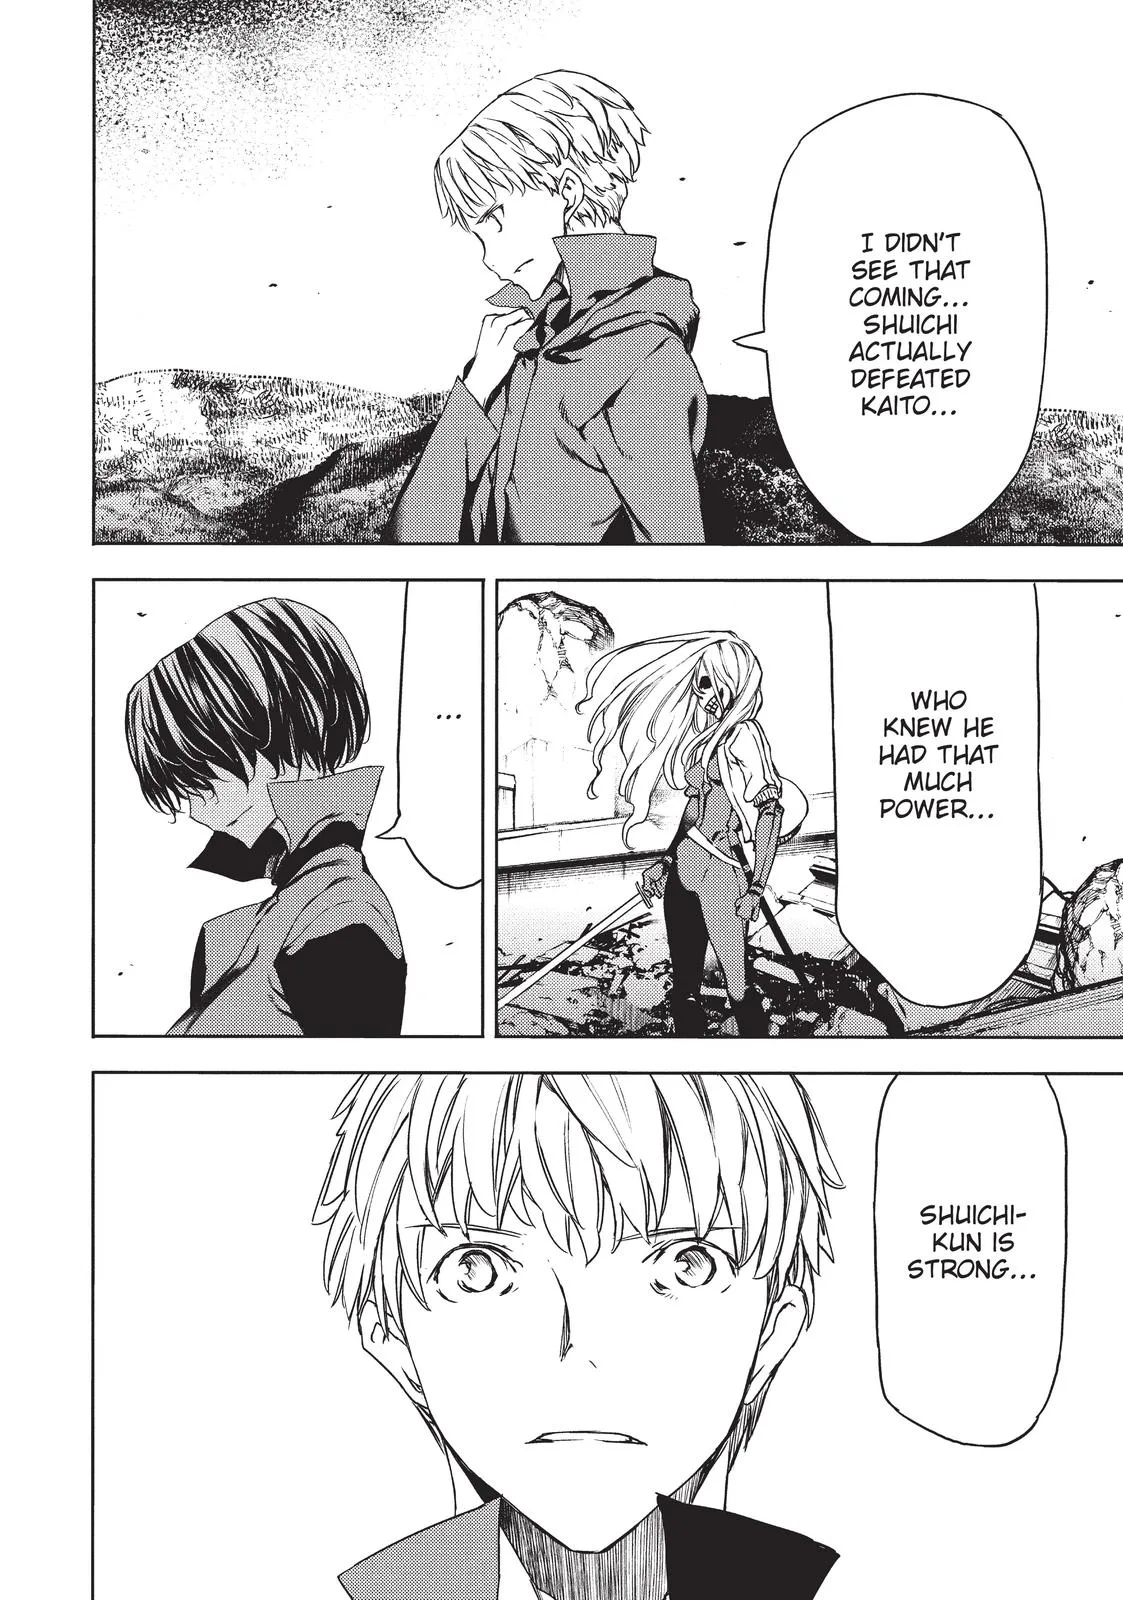 I DIDN'T
SEE THAT
COMING...
SHUICHI
ACTUALLY
DEFEATED
KAITO...
WHO
KNEW HE
HAD THAT
MUCH
POWER...
...
SHUICHI-
KUN IS
STRONG...